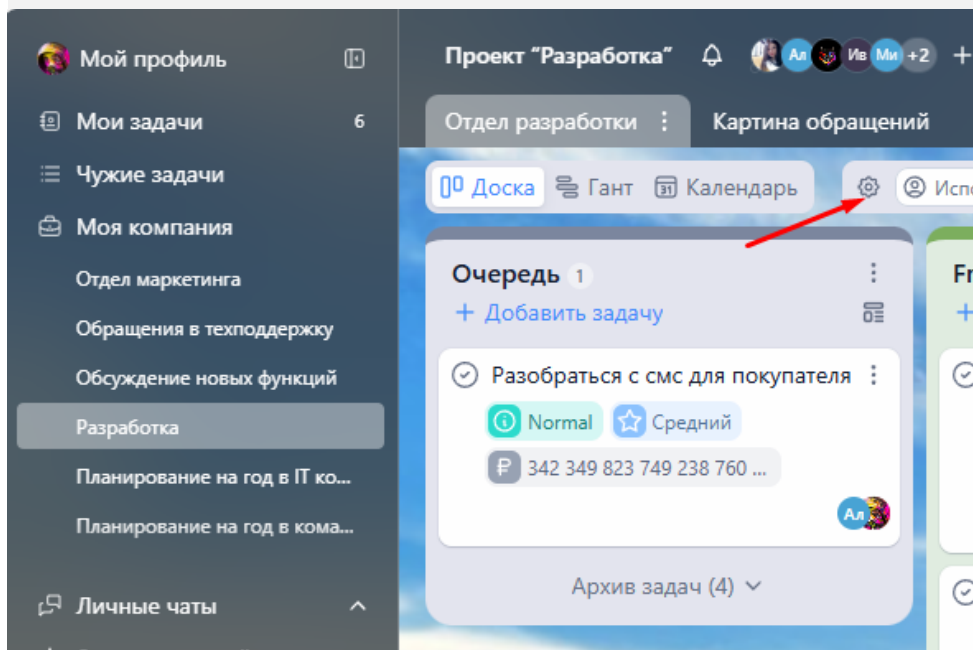 Мой профиль
Мои задачи 6
Чужие задачи
Моя компания
Отдел маркетинга
Обращения в техподдержку
Обсуждение новых функций
Разработка
Планирование на год в IT ко...
Планирование на год в кома...
Личные чаты
Проект “Разработка” Ал Ив Ми +2 +
Отдел разработки Картина обращений
Доска Гант 31 Календарь Испо
Очередь 1
+ Добавить задачу
Разобраться с смс для покупателя
Normal Средний
₽ 342 349 823 749 238 760 ...
Ал
Архив задач (4)
Fr
+